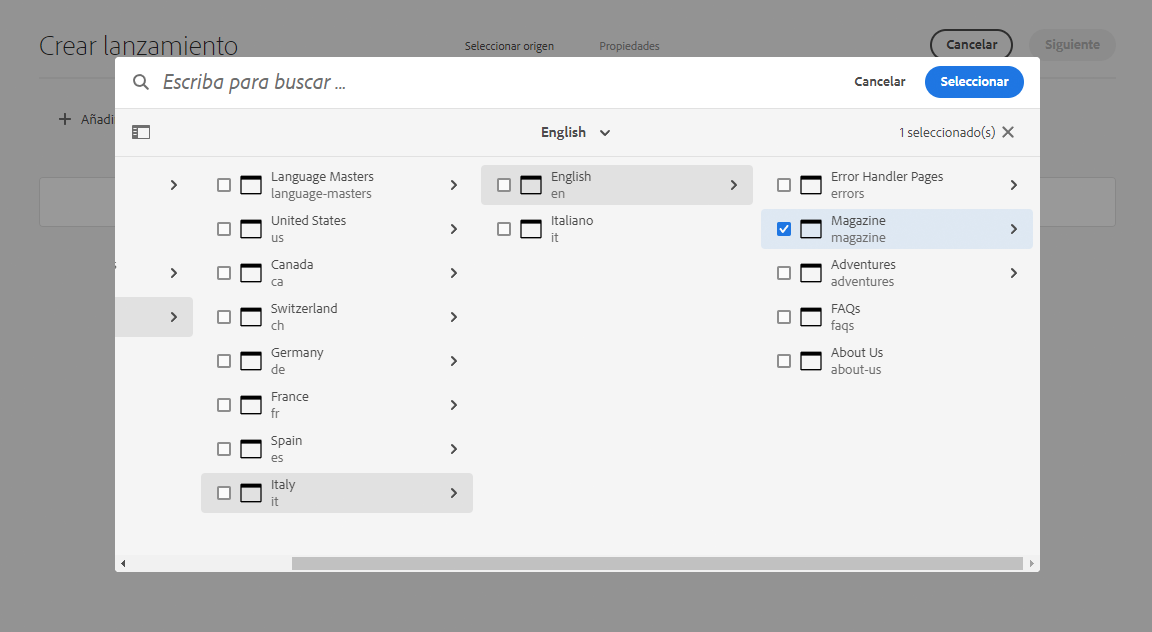 Crear lanzamiento
Seleccionar origen
Propiedades
Cancelar
Siguiente
Escriba para buscar ...
Cancelar
Seleccionar
English
1 seleccionado(s)
Language Masters
language-masters
United States
us
Canada
ca
Switzerland
ch
Germany
de
France
fr
Spain
es
Italy
it
English
en
Italiano
it
Error Handler Pages
errors
Magazine
magazine
Adventures
adventures
FAQs
faqs
About Us
about-us